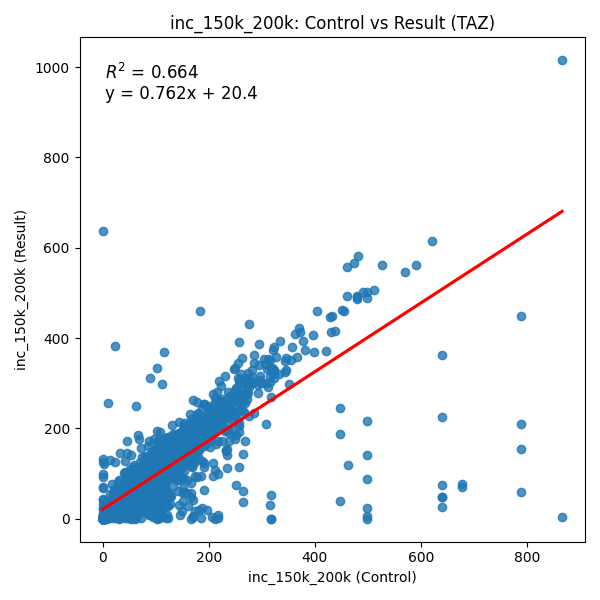 inc_150k_200k: Control vs Result (TAZ)
R² = 0.664
y = 0.762x + 20.4
1000
800
600
400
200
0
inc_150k_200k (Result)
0 200 400 600 800
inc_150k_200k (Control)